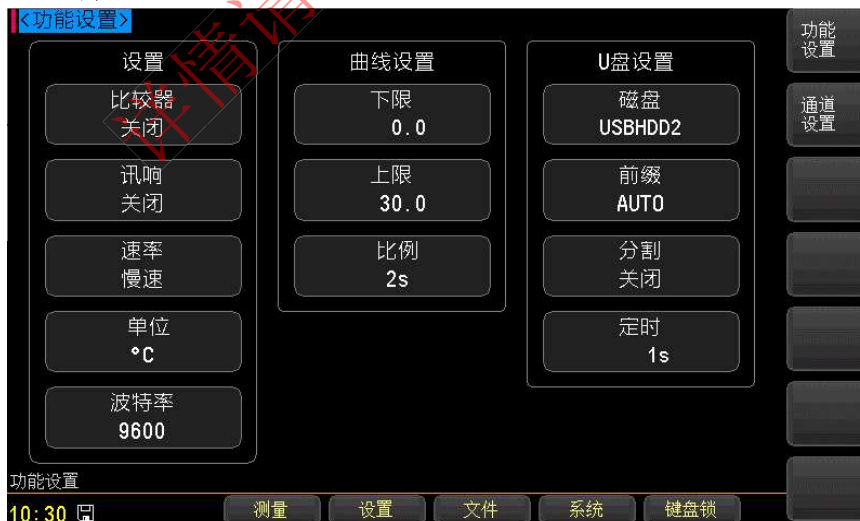 <功能设置>
设置
比较器
关闭
讯响
关闭
速率
慢速
单位
°C
波特率
9600
曲线设置
下限
0.0
上限
30.0
比例
2s
U盘设置
磁盘
USBHDD2
前缀
AUTO
分割
关闭
定时
1s
功能
设置
通道
设置
功能设置
10:30
测量
设置
文件
系统
键盘锁
详情请